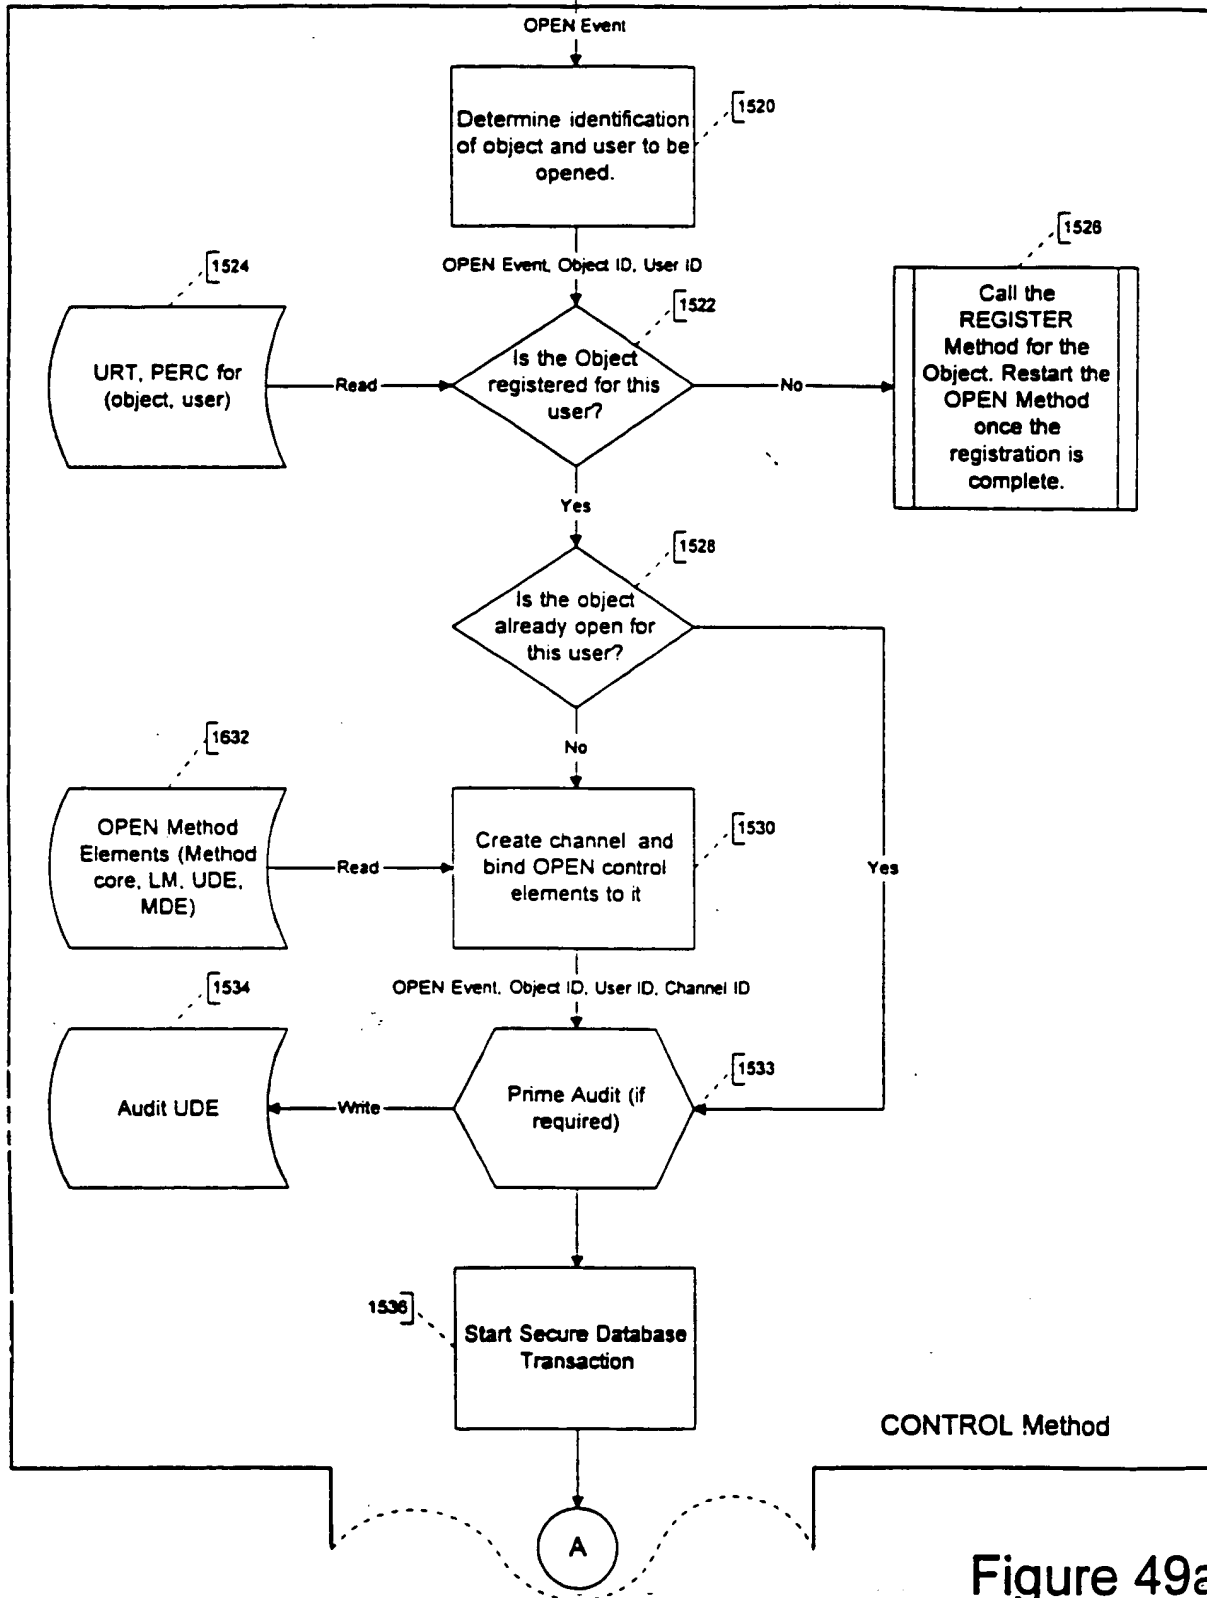 OPEN Event
Determine identification
of object and user to be
opened.
1520
OPEN Event, Object ID, User ID
1524
URT, PERC for
(object, user)
Read
1522
Is the Object
registered for this
user?
No
1526
Call the
REGISTER
Method for the
Object. Restart the
OPEN Method
once the
registration is
complete.
Yes
1528
Is the object
already open for
this user?
No
Yes
1632
OPEN Method
Elements (Method
core, LM, UDE,
MDE)
Read
1530
Create channel and
bind OPEN control
elements to it
OPEN Event, Object ID, User ID, Channel ID
1534
Audit UDE
Write
1533
Prime Audit (if
required)
1536
Start Secure Database
Transaction
CONTROL Method
A
Figure 49a